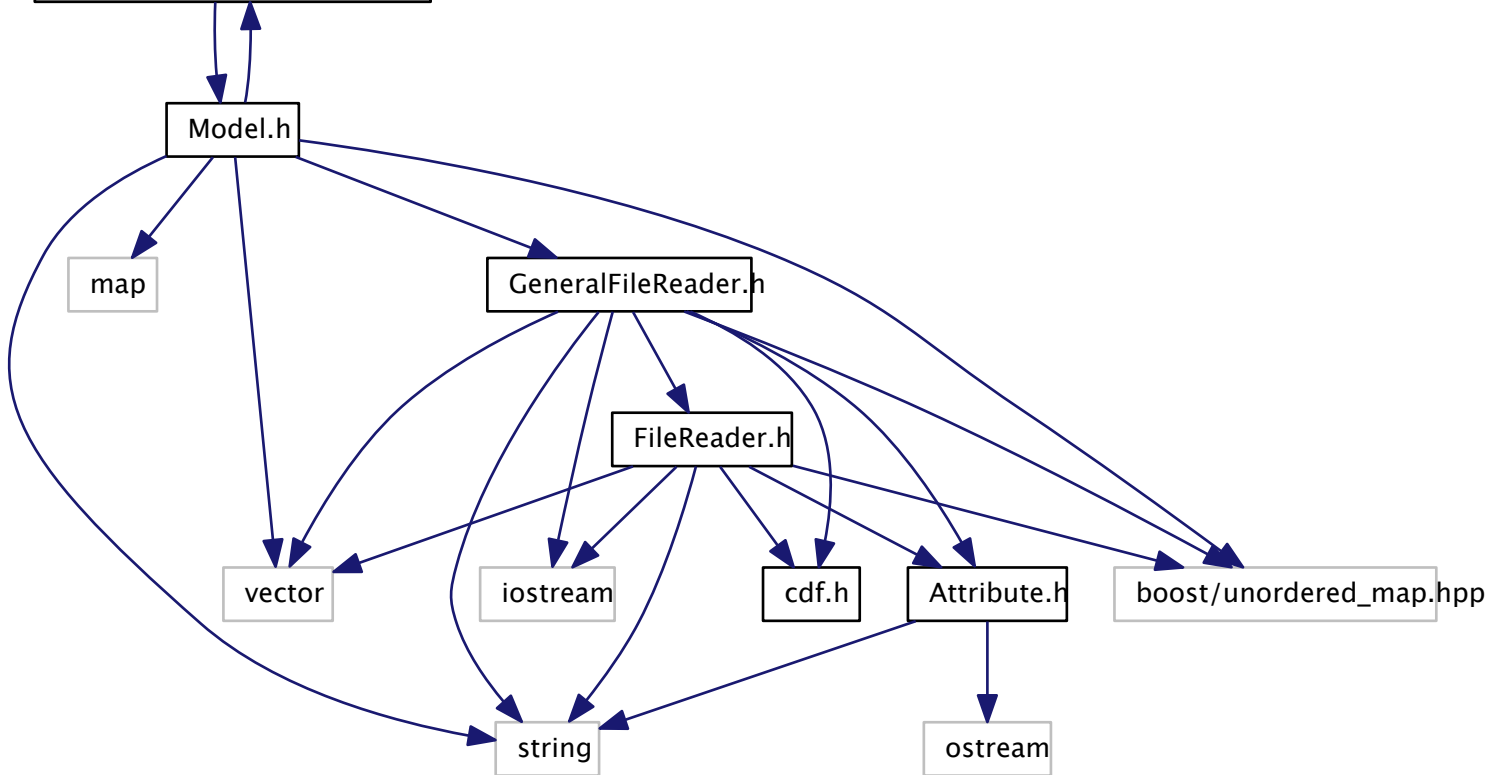 Model.h
map
GeneralFileReader.h
FileReader.h
vector
iostream
cdf.h
Attribute.h
boost/unordered_map.hpp
string
ostream